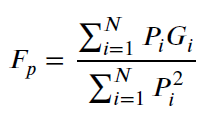 $F_p = \frac{\sum_{i=1}^{N} P_i G_i}{\sum_{i=1}^{N} P_i^2}$